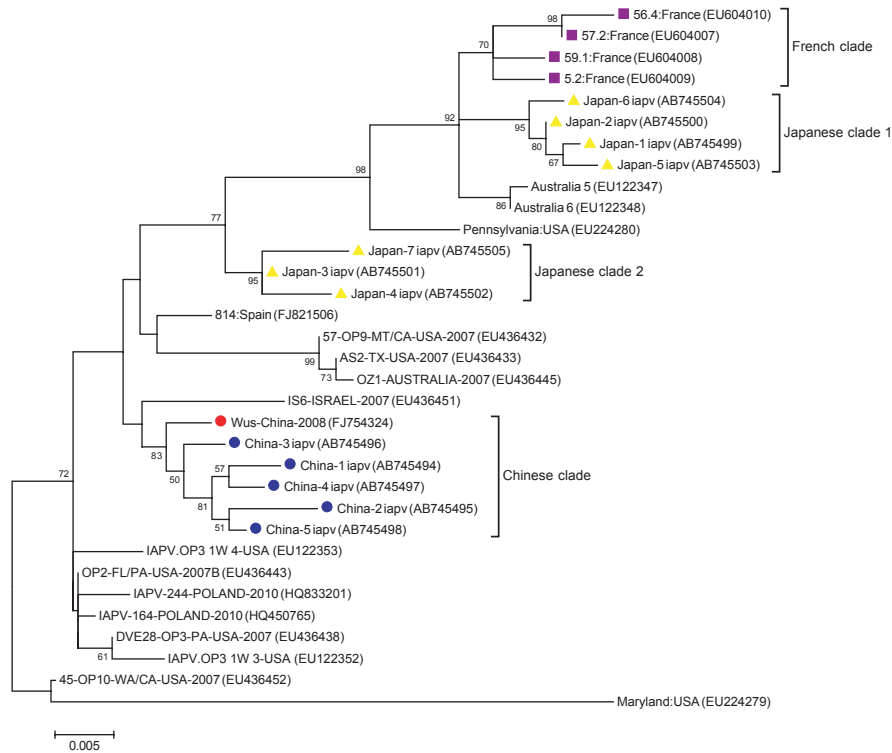 98
56.4:France (EU604010)
57.2:France (EU604007)
70
French clade
59.1:France (EU604008)
5.2:France (EU604009)
Japan-6 iapv (AB745504)
92
95
Japan-2 iapv (AB745500)
Japanese clade 1
80
Japan-1 iapv (AB745499)
67
Japan-5 iapv (AB745503)
98
Australia 5 (EU122347)
86
Australia 6 (EU122348)
77
Pennsylvania:USA (EU224280)
Japan-7 iapv (AB745505)
95
Japan-3 iapv (AB745501)
Japanese clade 2
Japan-4 iapv (AB745502)
814:Spain (FJ821506)
57-OP9-MT/CA-USA-2007 (EU436432)
99
AS2-TX-USA-2007 (EU436433)
73
OZ1-AUSTRALIA-2007 (EU436445)
IS6-ISRAEL-2007 (EU436451)
Wus-China-2008 (FJ754324)
83
China-3 iapv (AB745496)
50
57
China-1 iapv (AB745494)
Chinese clade
72
China-4 iapv (AB745497)
81
China-2 iapv (AB745495)
51
China-5 iapv (AB745498)
IAPV.OP3 1W 4-USA (EU122353)
OP2-FL/PA-USA-2007B (EU436443)
IAPV-244-POLAND-2010 (HQ833201)
IAPV-164-POLAND-2010 (HQ450765)
DVE28-OP3-PA-USA-2007 (EU436438)
61
IAPV.OP3 1W 3-USA (EU122352)
45-OP10-WA/CA-USA-2007 (EU436452)
Maryland:USA (EU224279)
0.005